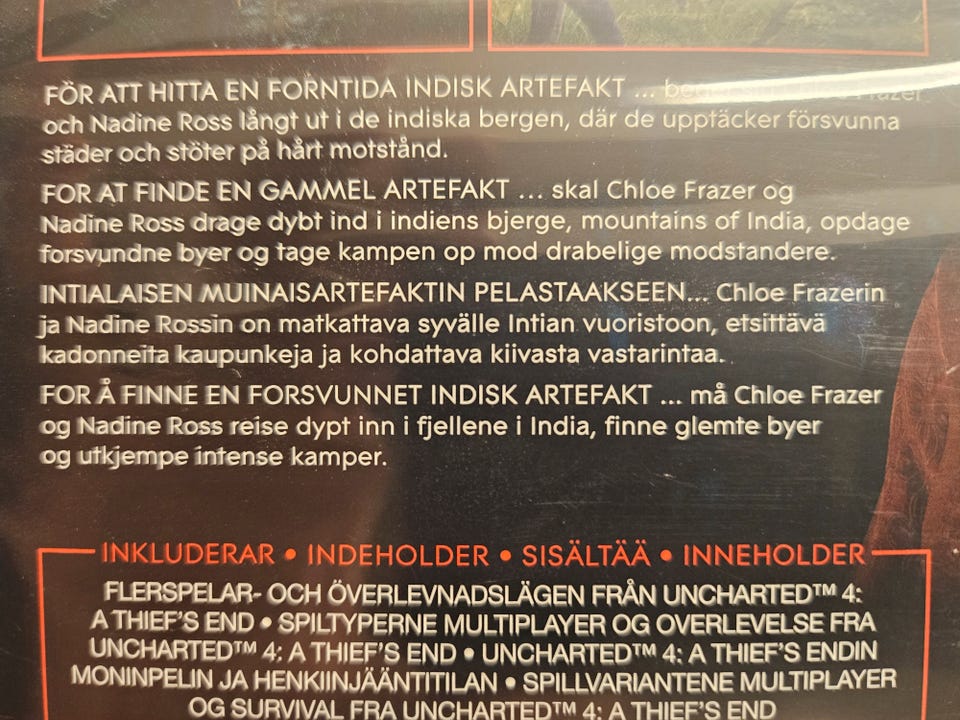 FÖR ATT HITTA EN FORNTIDA INDISK ARTEFAKT ... Chloe Frazer
och Nadine Ross långt ut i de indiska bergen, där de upptäcker försvunna
städer och stöter på hårt motstånd.
FOR AT FINDE EN GAMMEL ARTEFAKT ... skal Chloe Frazer og
Nadine Ross drage dybt ind i indiens bjerge, mountains of India, opdage
forsvundne byer og tage kampen op mod drabelige modstandere.
INTIALAISEN MUINAISARTEFAKTIN PELASTAAKSEEN... Chloe Frazerin
ja Nadine Rossin on matkattava syvälle Intian vuoristoon, etsittävä
kadonneita kaupunkeja ja kohdattava kiivasta vastarintaa.
FOR Å FINNE EN FORSVUNNET INDISK ARTEFAKT ... må Chloe Frazer
og Nadine Ross reise dypt inn i fjellene i India, finne glemte byer
og utkjempe intense kamper.
INKLUDERAR • INDEHOLDER • SISÄLTÄÄ • INNEHOLDER
FLERSPELAR- OCH ÖVERLEVNADSLÄGEN FRÅN UNCHARTED™ 4:
A THIEF'S END • SPILTYPERNE MULTIPLAYER OG OVERLEVELSE FRA
UNCHARTED™ 4: A THIEF'S END • UNCHARTED™ 4: A THIEF'S ENDIN
MONINPELIN JA HENKIINJÄÄNTITILAN • SPILLVARIANTENE MULTIPLAYER
OG SURVIVAL FRA UNCHARTED™ 4: A THIEF'S END